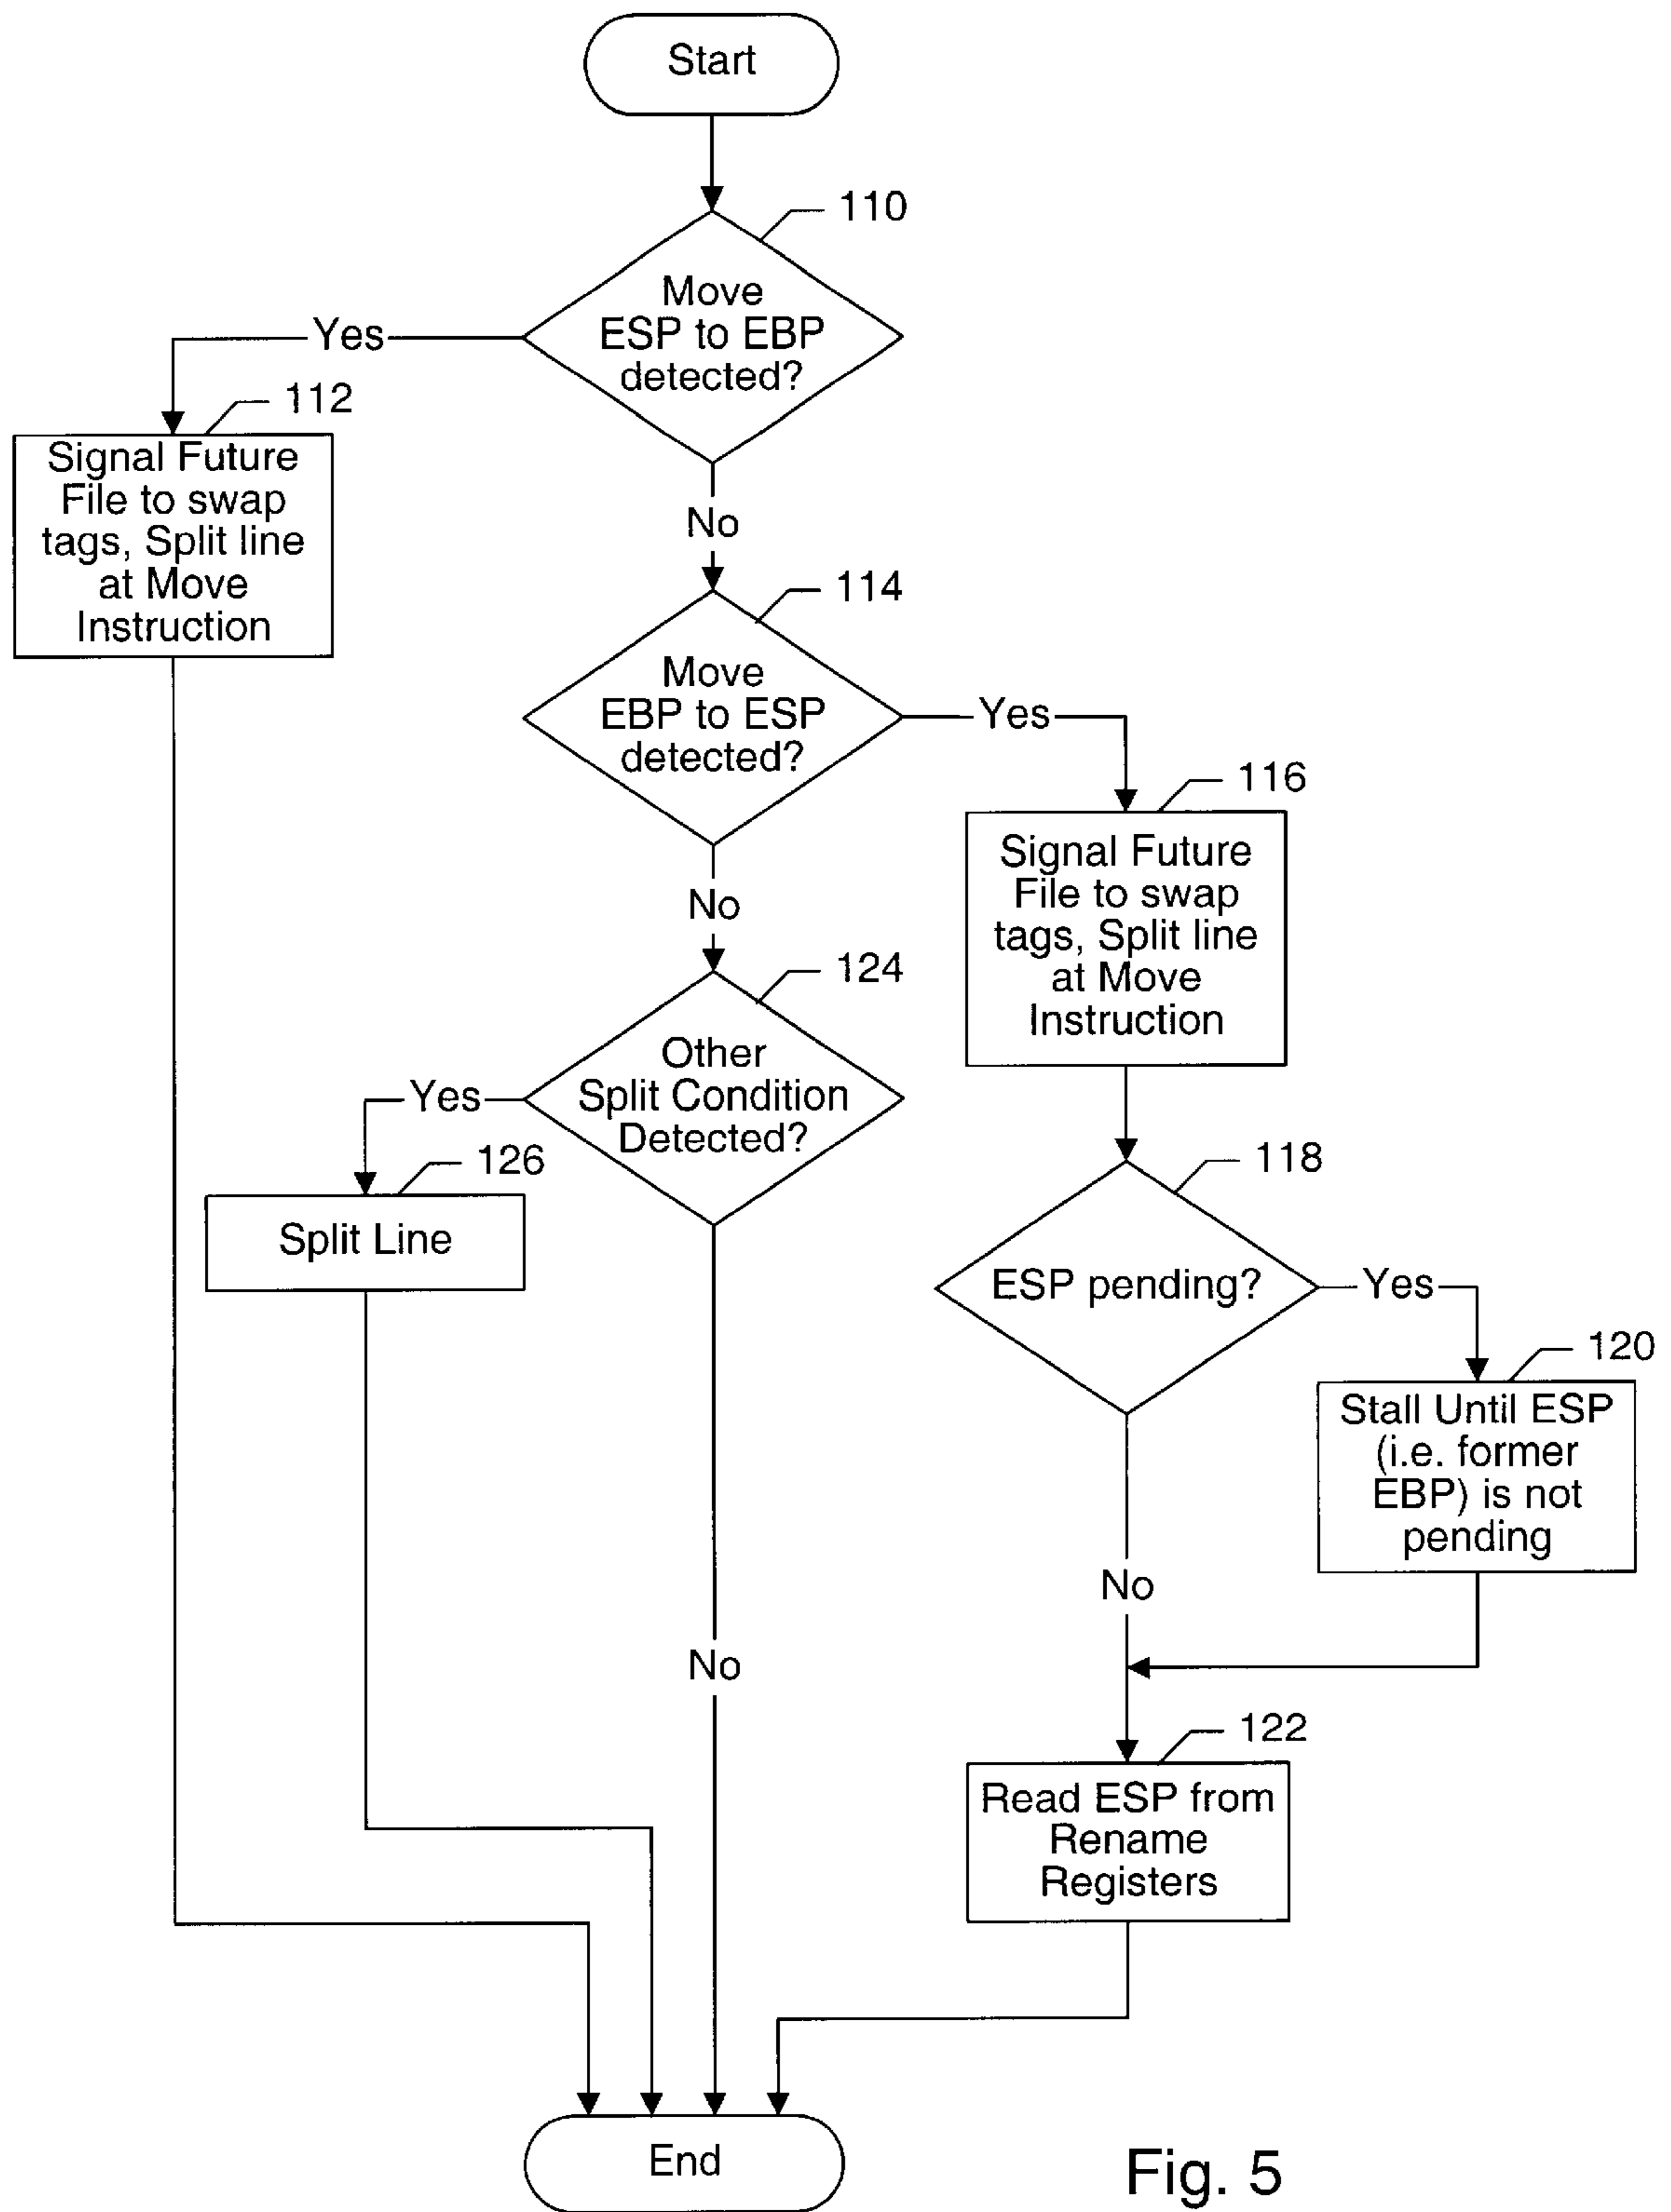 Start
110
Move
ESP to EBP
detected?
Yes
112
Signal Future
File to swap
tags, Split line
at Move
Instruction
No
114
Move
EBP to ESP
detected?
Yes
116
Signal Future
File to swap
tags, Split line
at Move
Instruction
No
124
Other
Split Condition
Detected?
Yes
126
Split Line
118
ESP pending?
Yes
120
Stall Until ESP
(i.e. former
EBP) is not
pending
No
No
122
Read ESP from
Rename
Registers
End
Fig. 5